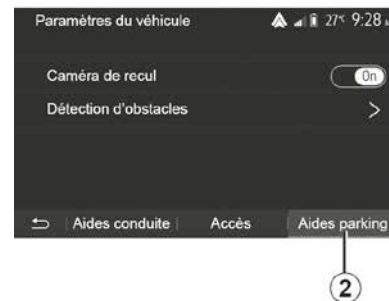 Paramètres du véhicule 27°C 9:28
Caméra de recul On
Détection d'obstacles >
Aides conduite Accès Aides parking
2